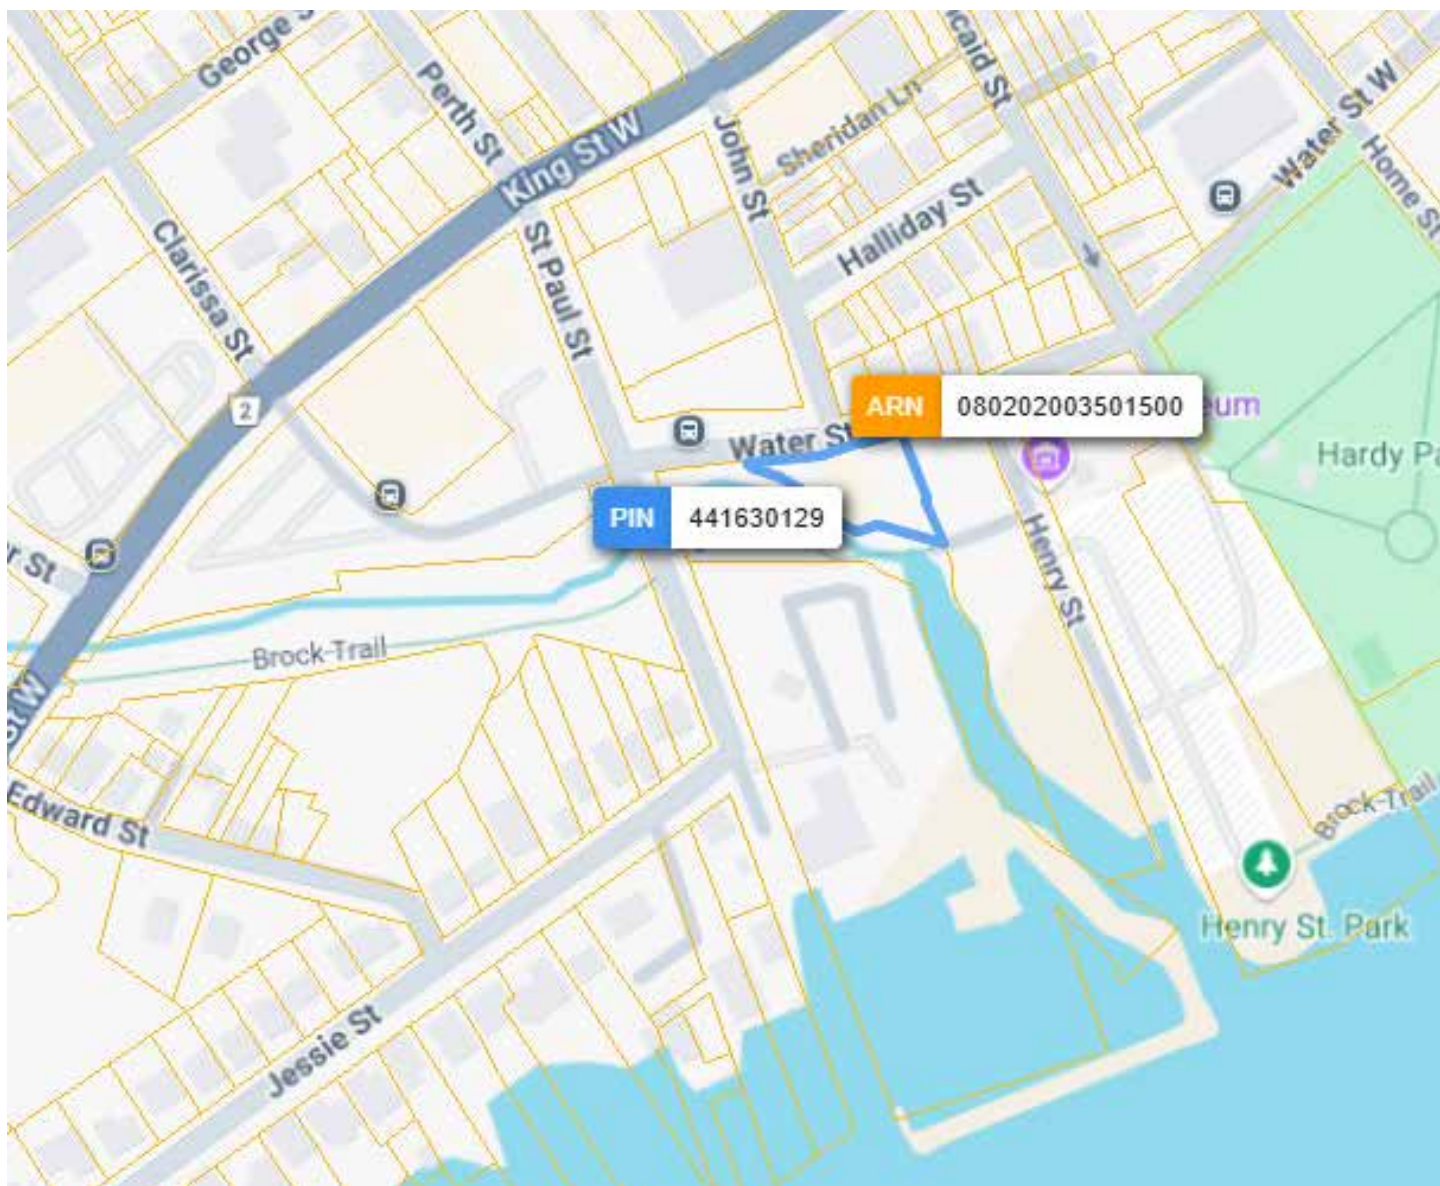 George S
Perth St
King St W
John St
Sheridan Ln
caid St
Water St W
Home St
Clarissa St
St Paul St
Halliday St
2
ARN 080202003501500
eum
Water St
Hardy Pa
PIN 441630129
r St
Henry St
Brock Trail
St W
Edward St
Brock Trail
Henry St. Park
Jessie St